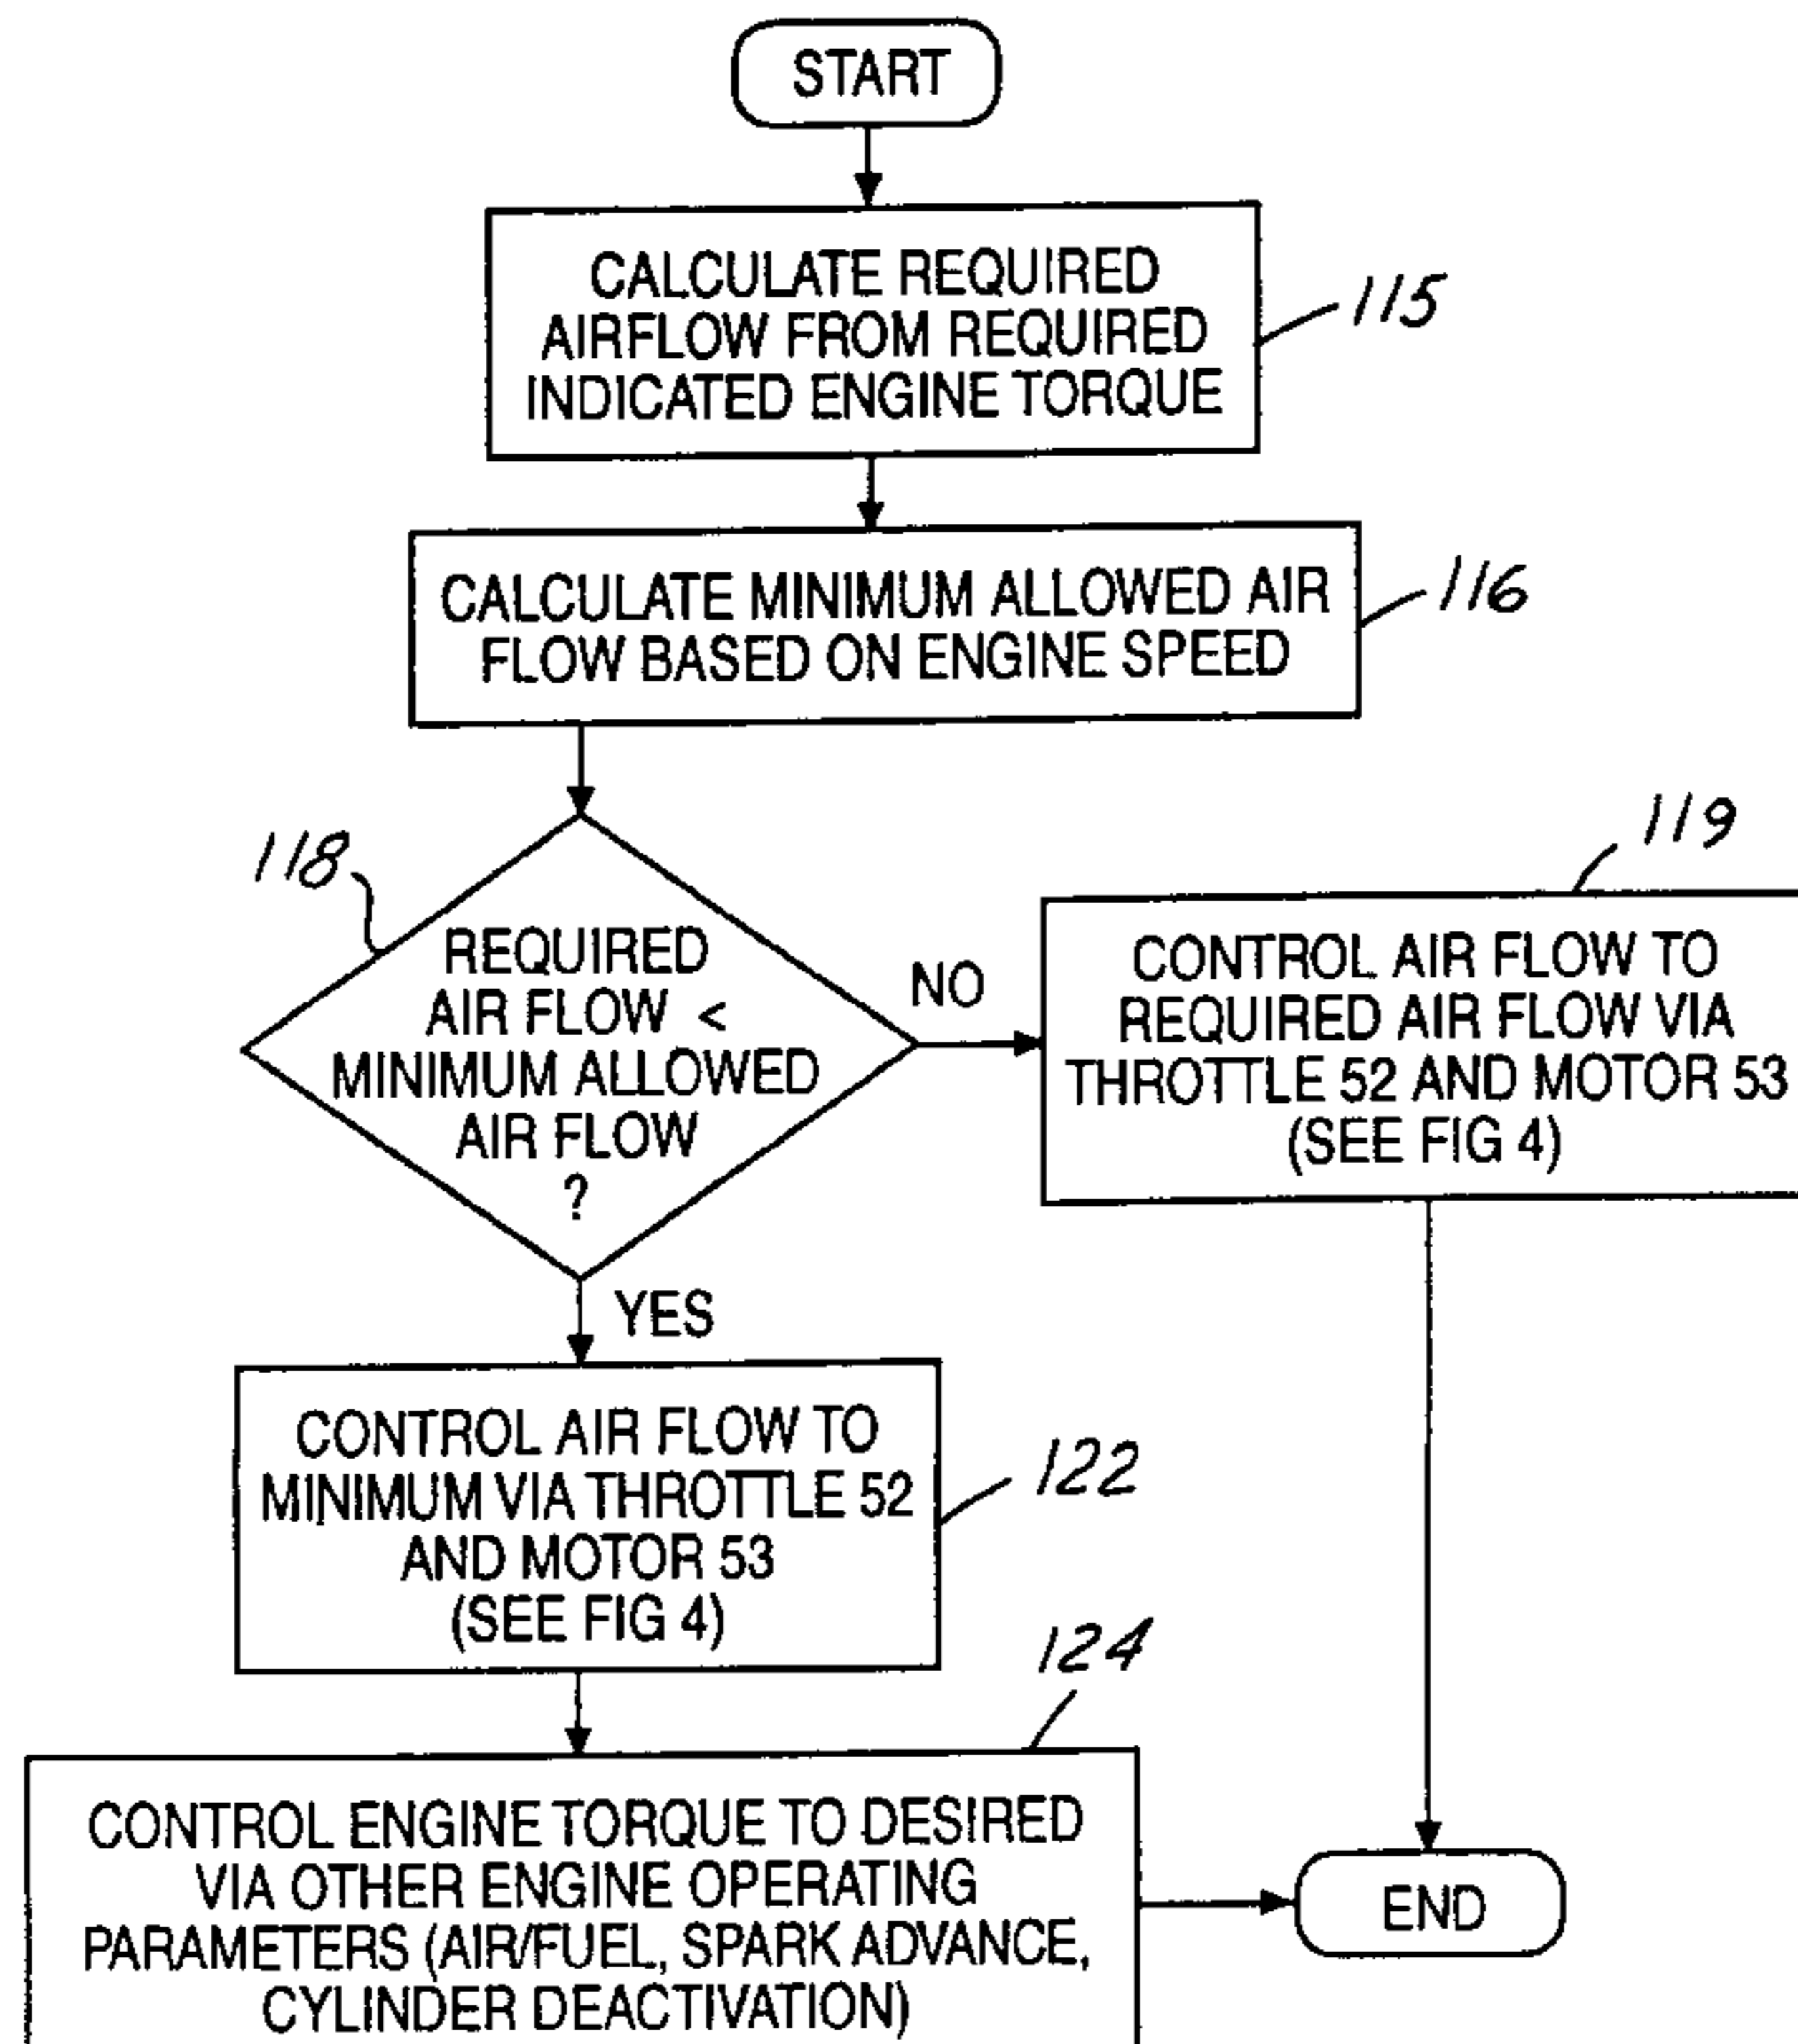 START
CALCULATE REQUIRED
AIRFLOW FROM REQUIRED
INDICATED ENGINE TORQUE
115
CALCULATE MINIMUM ALLOWED AIR
FLOW BASED ON ENGINE SPEED
116
118
REQUIRED
AIR FLOW <
MINIMUM ALLOWED
AIR FLOW
?
NO
119
CONTROL AIR FLOW TO
REQUIRED AIR FLOW VIA
THROTTLE 52 AND MOTOR 53
(SEE FIG 4)
YES
CONTROL AIR FLOW TO
MINIMUM VIA THROTTLE 52
AND MOTOR 53
(SEE FIG 4)
122
124
CONTROL ENGINE TORQUE TO DESIRED
VIA OTHER ENGINE OPERATING
PARAMETERS (AIR/FUEL, SPARK ADVANCE,
CYLINDER DEACTIVATION)
END